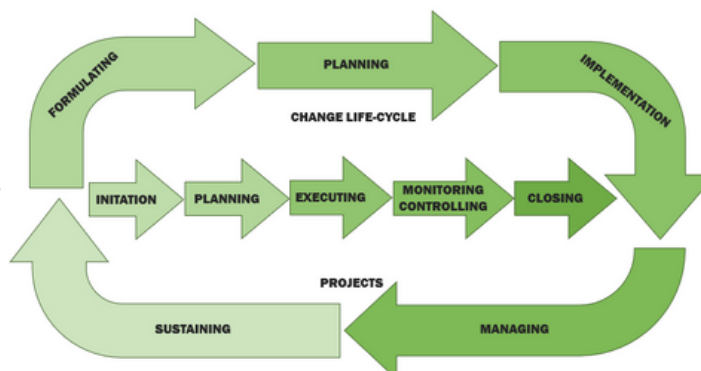 FORMULATING
PLANNING
IMPLEMENTATION
CHANGE LIFE-CYCLE
INITATION
PLANNING
EXECUTING
MONITORING
CONTROLLING
CLOSING
PROJECTS
SUSTAINING
MANAGING